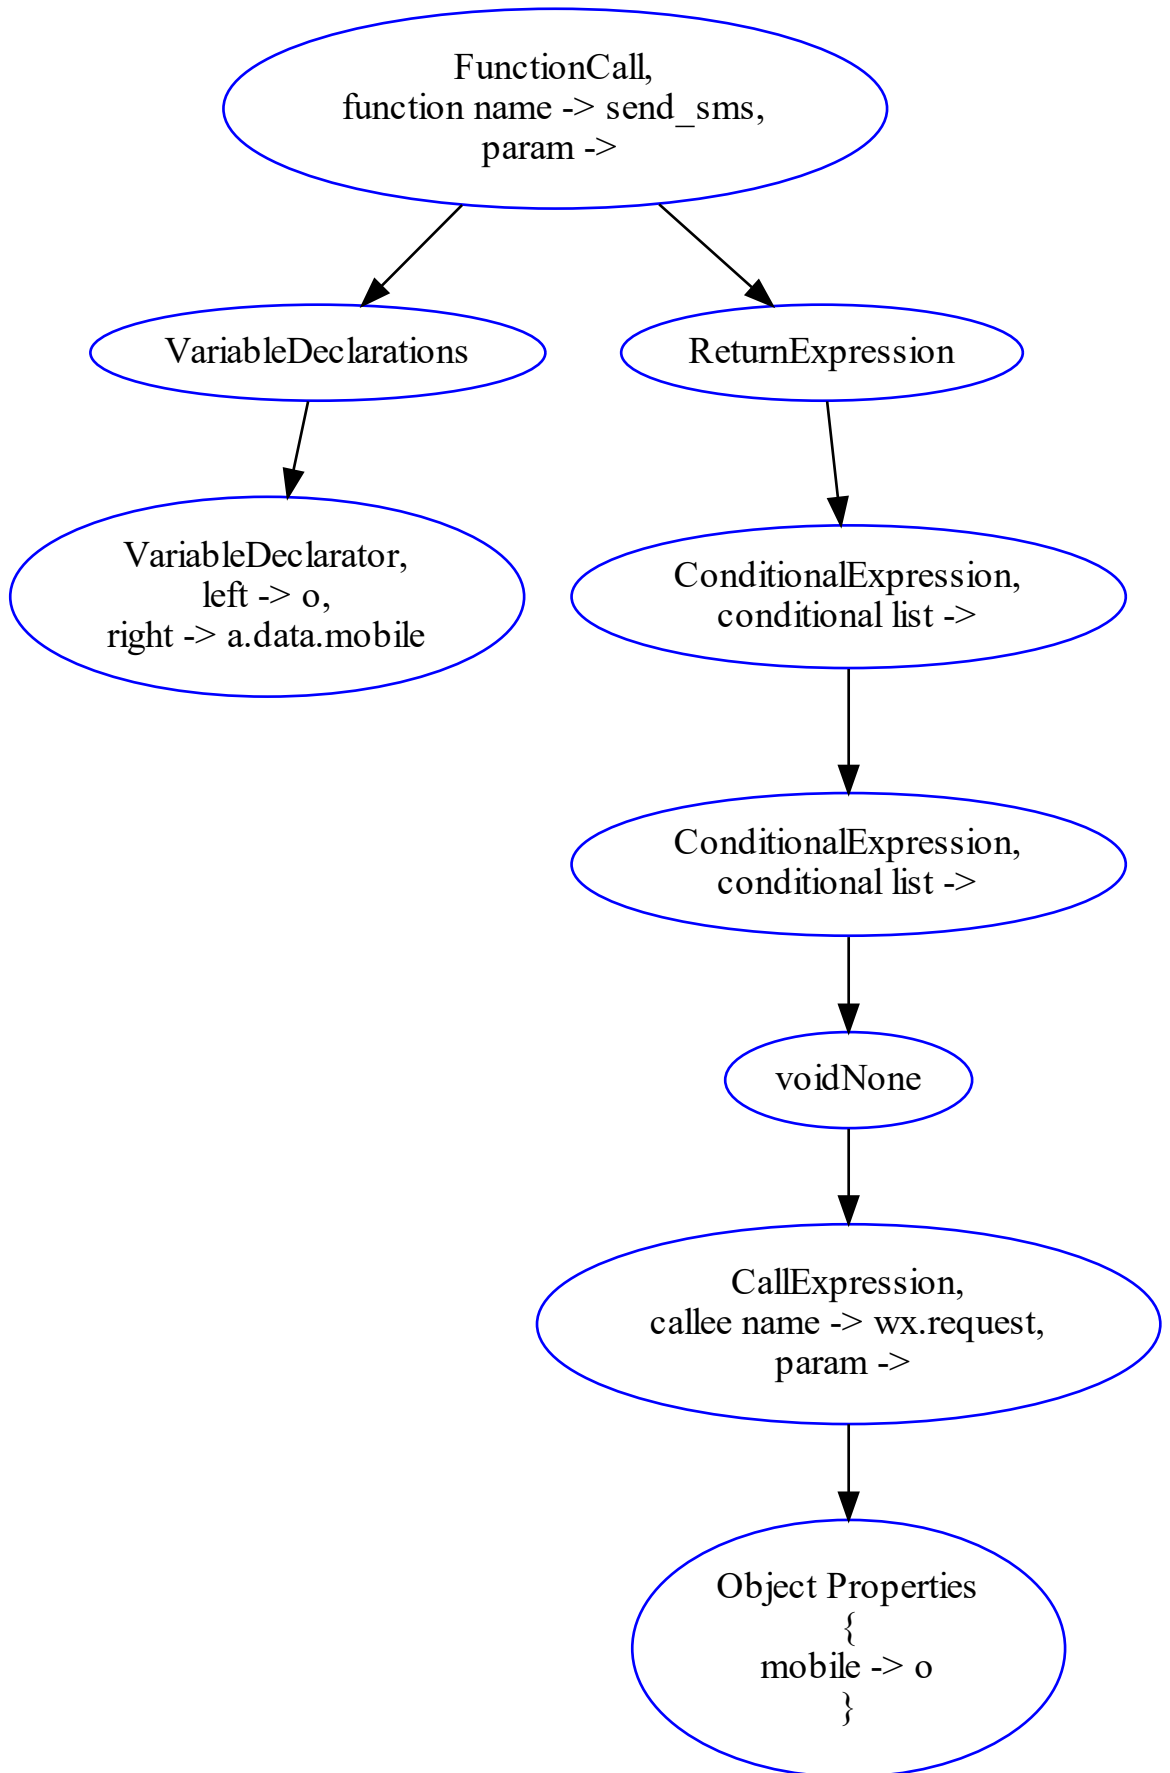 FunctionCall,
function name -> send_sms,
param ->
VariableDeclarations
ReturnExpression
VariableDeclarator,
left -> o,
right -> a.data.mobile
ConditionalExpression,
conditional list ->
ConditionalExpression,
conditional list ->
voidNone
CallExpression,
callee name -> wx.request,
param ->
Object Properties
{
mobile -> o
}